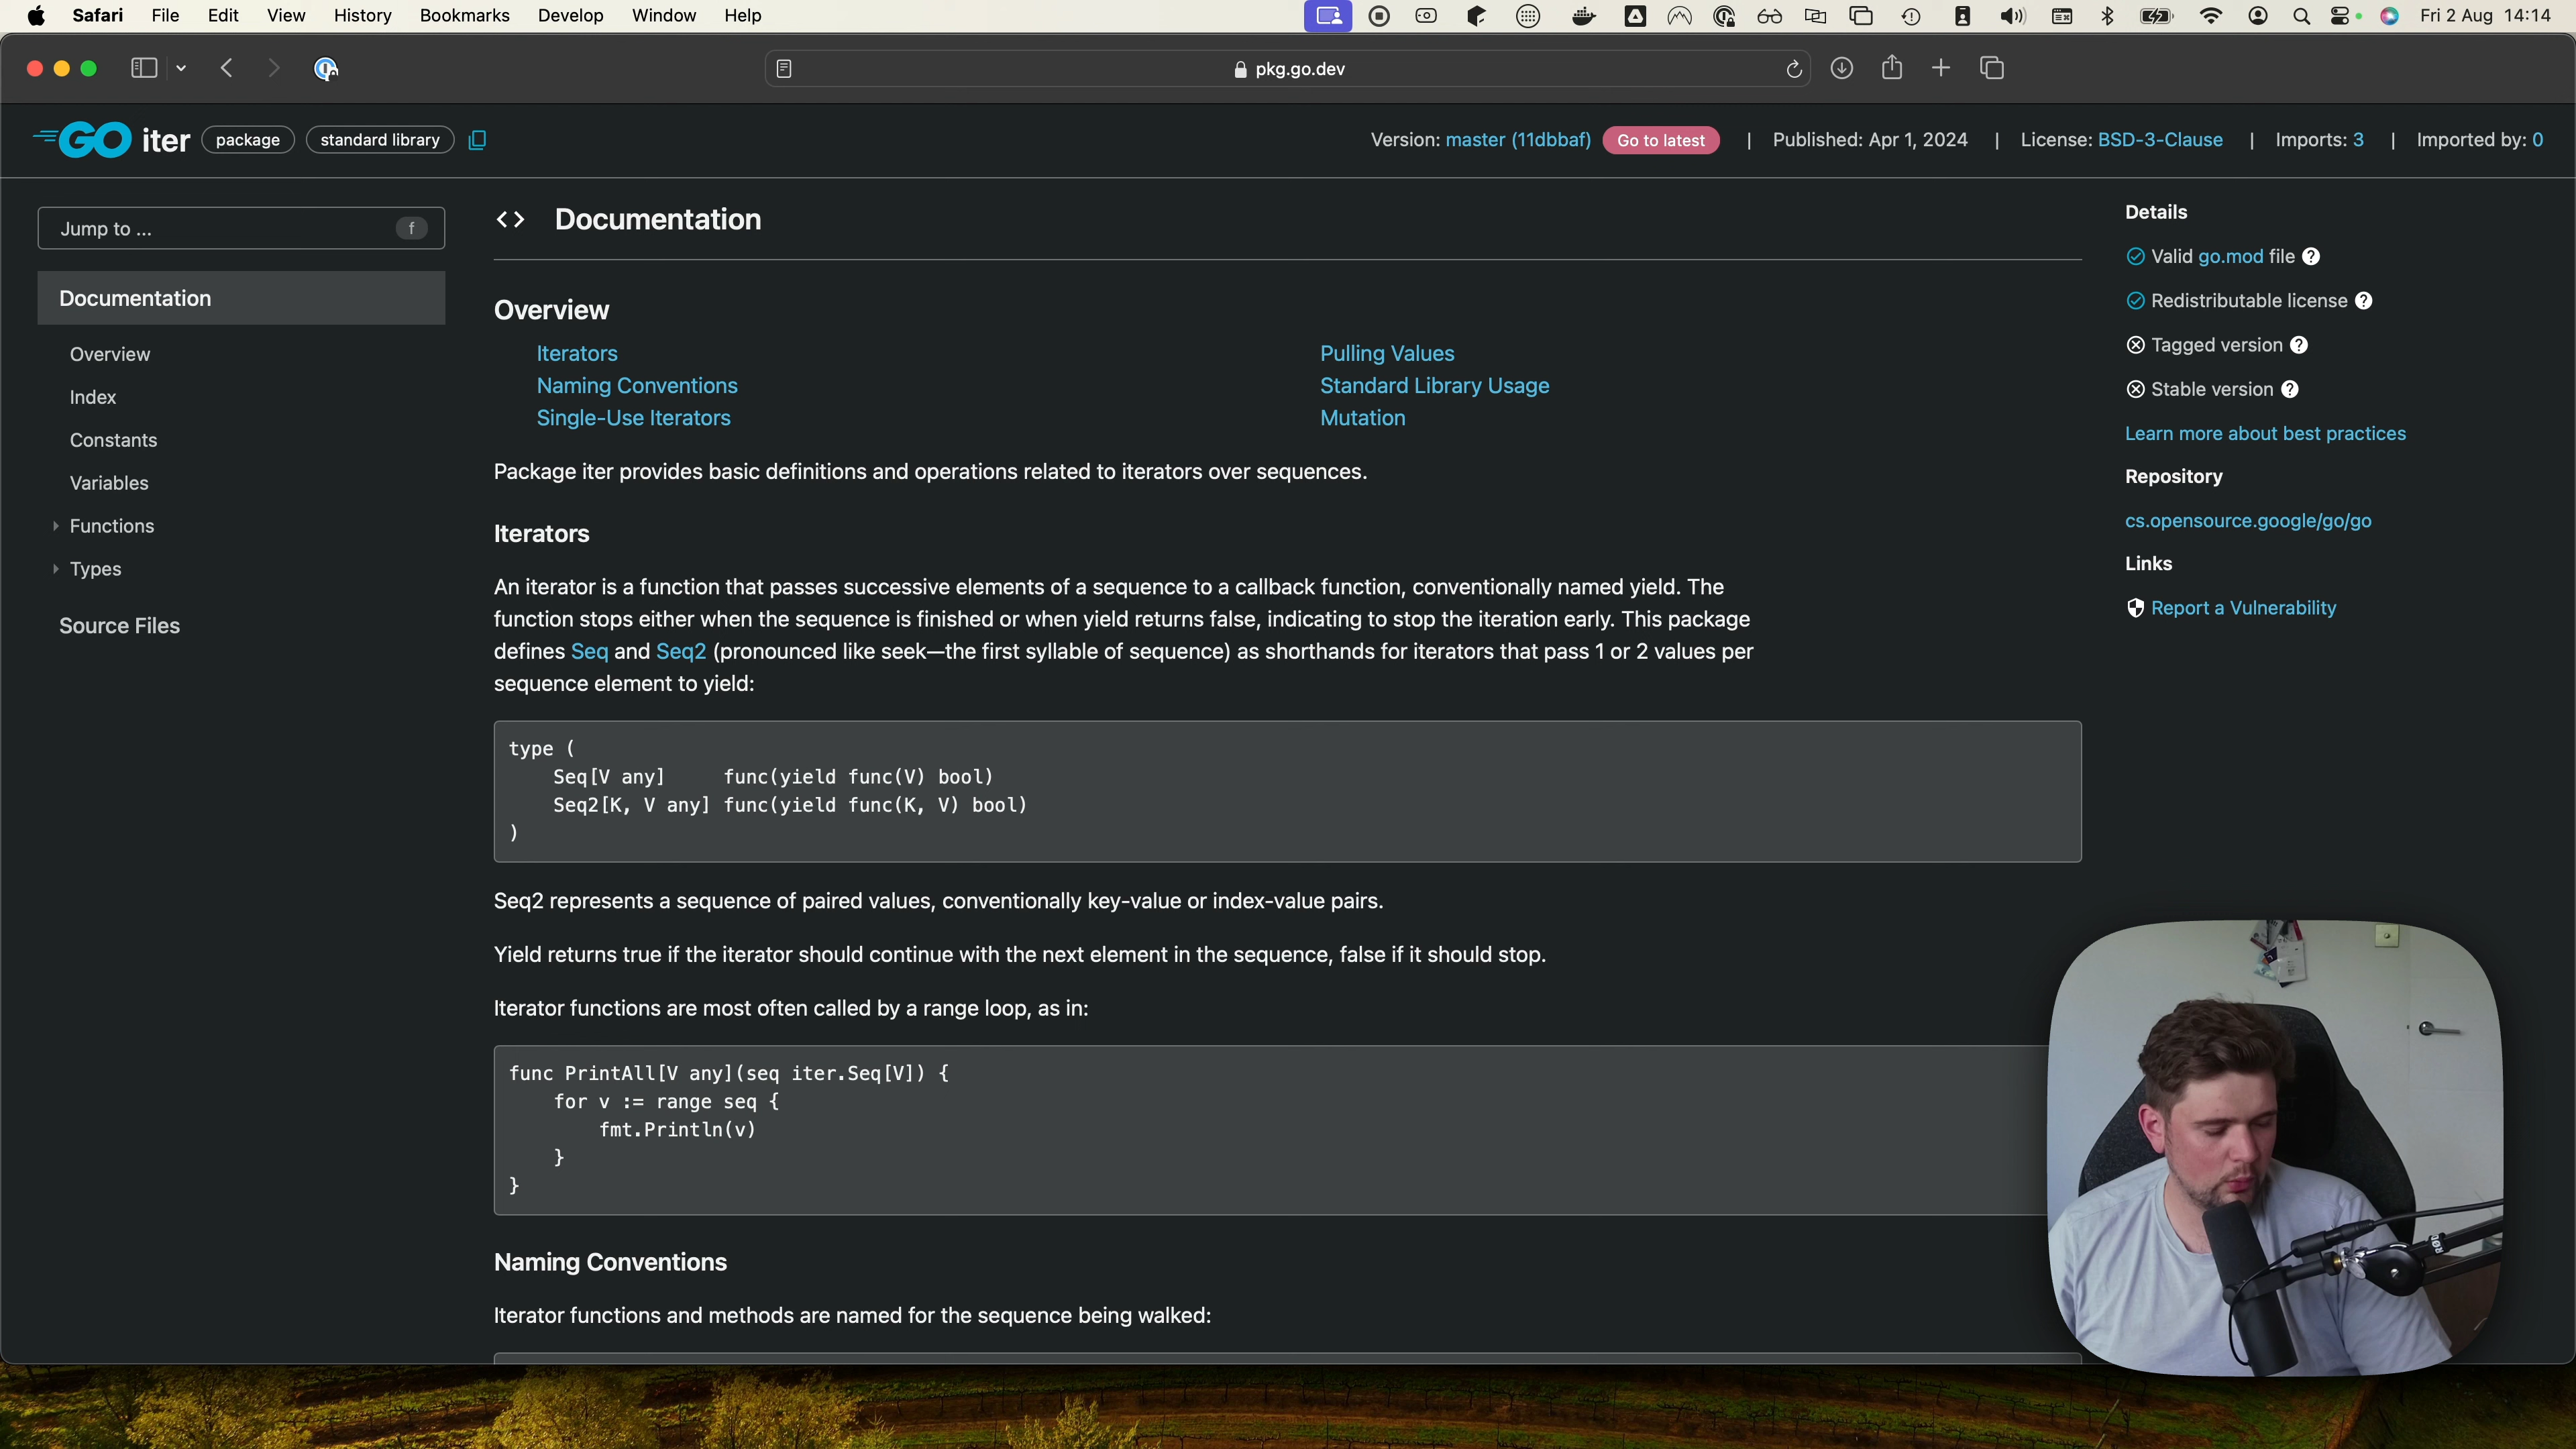 Safari File Edit View History Bookmarks Develop Window Help Fri 2 Aug 14:14
pkg.go.dev
GO iter package standard library Version: master (11dbbaf) Go to latest | Published: Apr 1, 2024 | License: BSD-3-Clause | Imports: 3 | Imported by: 0
Jump to ... f
Documentation
Overview
Index
Constants
Variables
Functions
Types
Source Files
<> Documentation
Overview
Iterators
Naming Conventions
Single-Use Iterators
Pulling Values
Standard Library Usage
Mutation
Package iter provides basic definitions and operations related to iterators over sequences.
Iterators
An iterator is a function that passes successive elements of a sequence to a callback function, conventionally named yield. The
function stops either when the sequence is finished or when yield returns false, indicating to stop the iteration early. This package
defines Seq and Seq2 (pronounced like seek—the first syllable of sequence) as shorthands for iterators that pass 1 or 2 values per
sequence element to yield:
type (
    Seq[V any]     func(yield func(V) bool)
    Seq2[K, V any] func(yield func(K, V) bool)
)
Seq2 represents a sequence of paired values, conventionally key-value or index-value pairs.
Yield returns true if the iterator should continue with the next element in the sequence, false if it should stop.
Iterator functions are most often called by a range loop, as in:
func PrintAll[V any](seq iter.Seq[V]) {
    for v := range seq {
        fmt.Println(v)
    }
}
Naming Conventions
Iterator functions and methods are named for the sequence being walked:
Details
Valid go.mod file ?
Redistributable license ?
Tagged version ?
Stable version ?
Learn more about best practices
Repository
cs.opensource.google/go/go
Links
Report a Vulnerability
RØDE